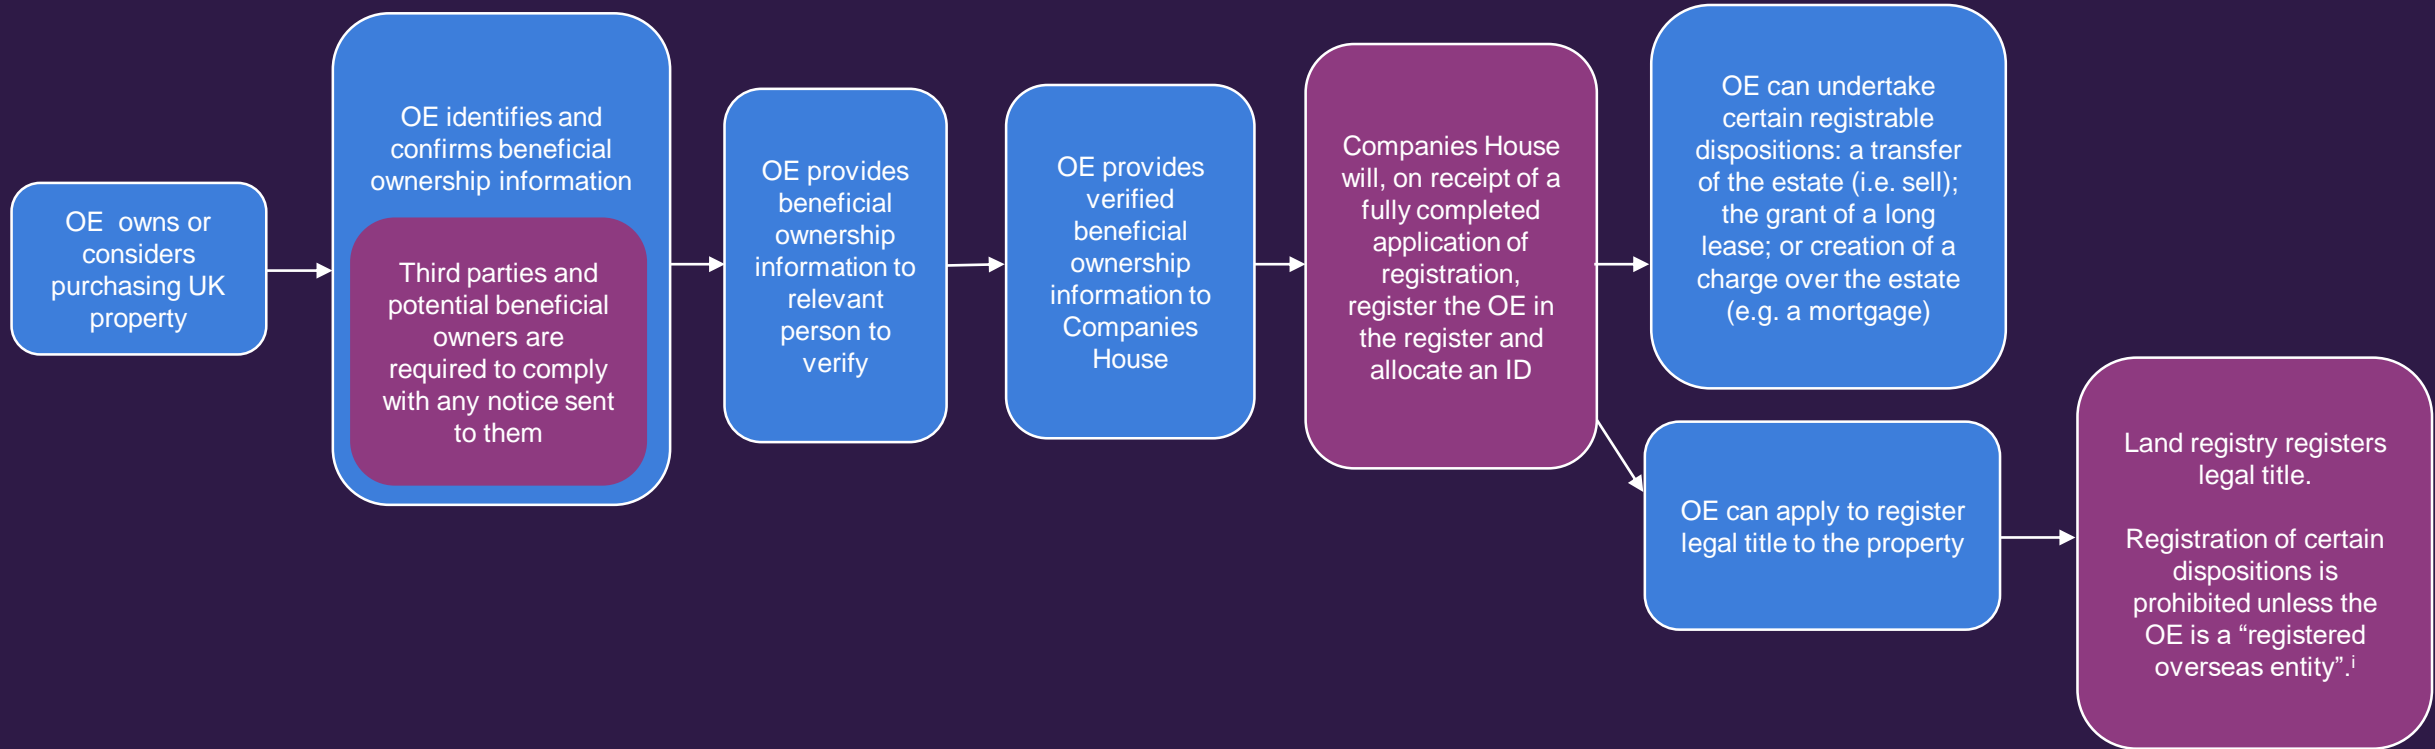 OE owns or
considers
purchasing UK
property
OE identifies and
confirms beneficial
ownership information
Third parties and
potential beneficial
owners are
required to comply
with any notice sent
to them
OE provides
beneficial
ownership
information to
relevant
person to
verify
OE provides
verified
beneficial
ownership
information to
Companies
House
Companies House
will, on receipt of a
fully completed
application of
registration,
register the OE in
the register and
allocate an ID
OE can undertake
certain registrable
dispositions: a transfer
of the estate (i.e. sell);
the grant of a long
lease; or creation of a
charge over the estate
(e.g. a mortgage)
OE can apply to register
legal title to the property
Land registry registers
legal title.
Registration of certain
dispositions is
prohibited unless the
OE is a “registered
overseas entity”.ⁱ